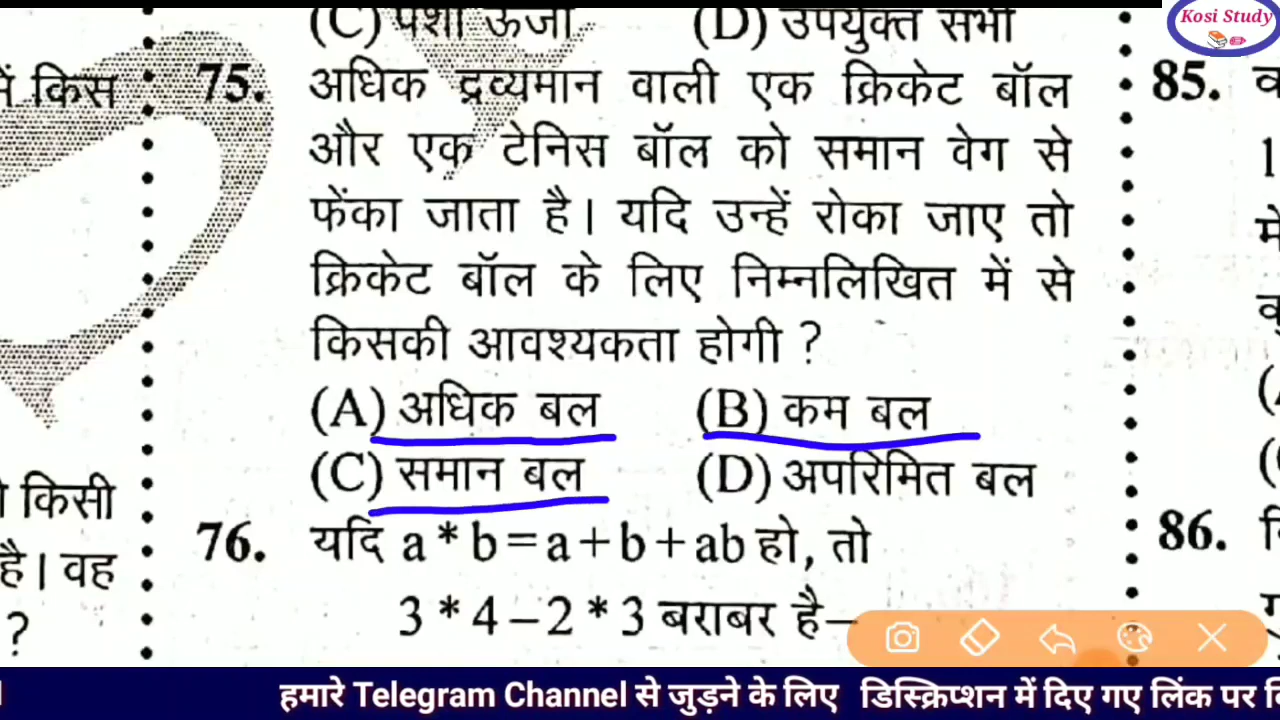 Kosi Study
(C) पेशी ऊर्जा (D) उपर्युक्त सभी
में किस
75. अधिक द्रव्यमान वाली एक क्रिकेट बॉल
और एक टेनिस बॉल को समान वेग से
फेंका जाता है। यदि उन्हें रोका जाए तो
क्रिकेट बॉल के लिए निम्नलिखित में से
किसकी आवश्यकता होगी ?
(A) अधिक बल (B) कम बल
(C) समान बल (D) अपरिमित बल
किसी
है। वह
?
76. यदि a * b = a + b + ab हो, तो
3 * 4 – 2 * 3 बराबर है–
85.
1
86.
हमारे Telegram Channel से जुड़ने के लिए डिस्क्रिप्शन में दिए गए लिंक पर